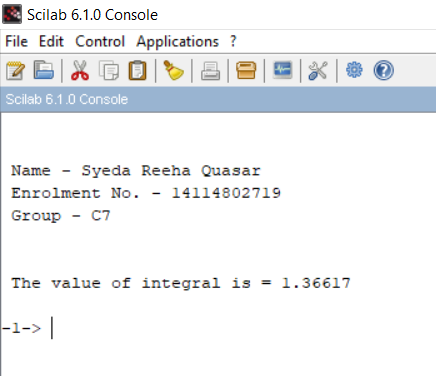 Scilab 6.1.0 Console
File Edit Control Applications ?
Scilab 6.1.0 Console
Name - Syeda Reeha Quasar
Enrolment No. - 14114802719
Group - C7
The value of integral is = 1.36617
-1->